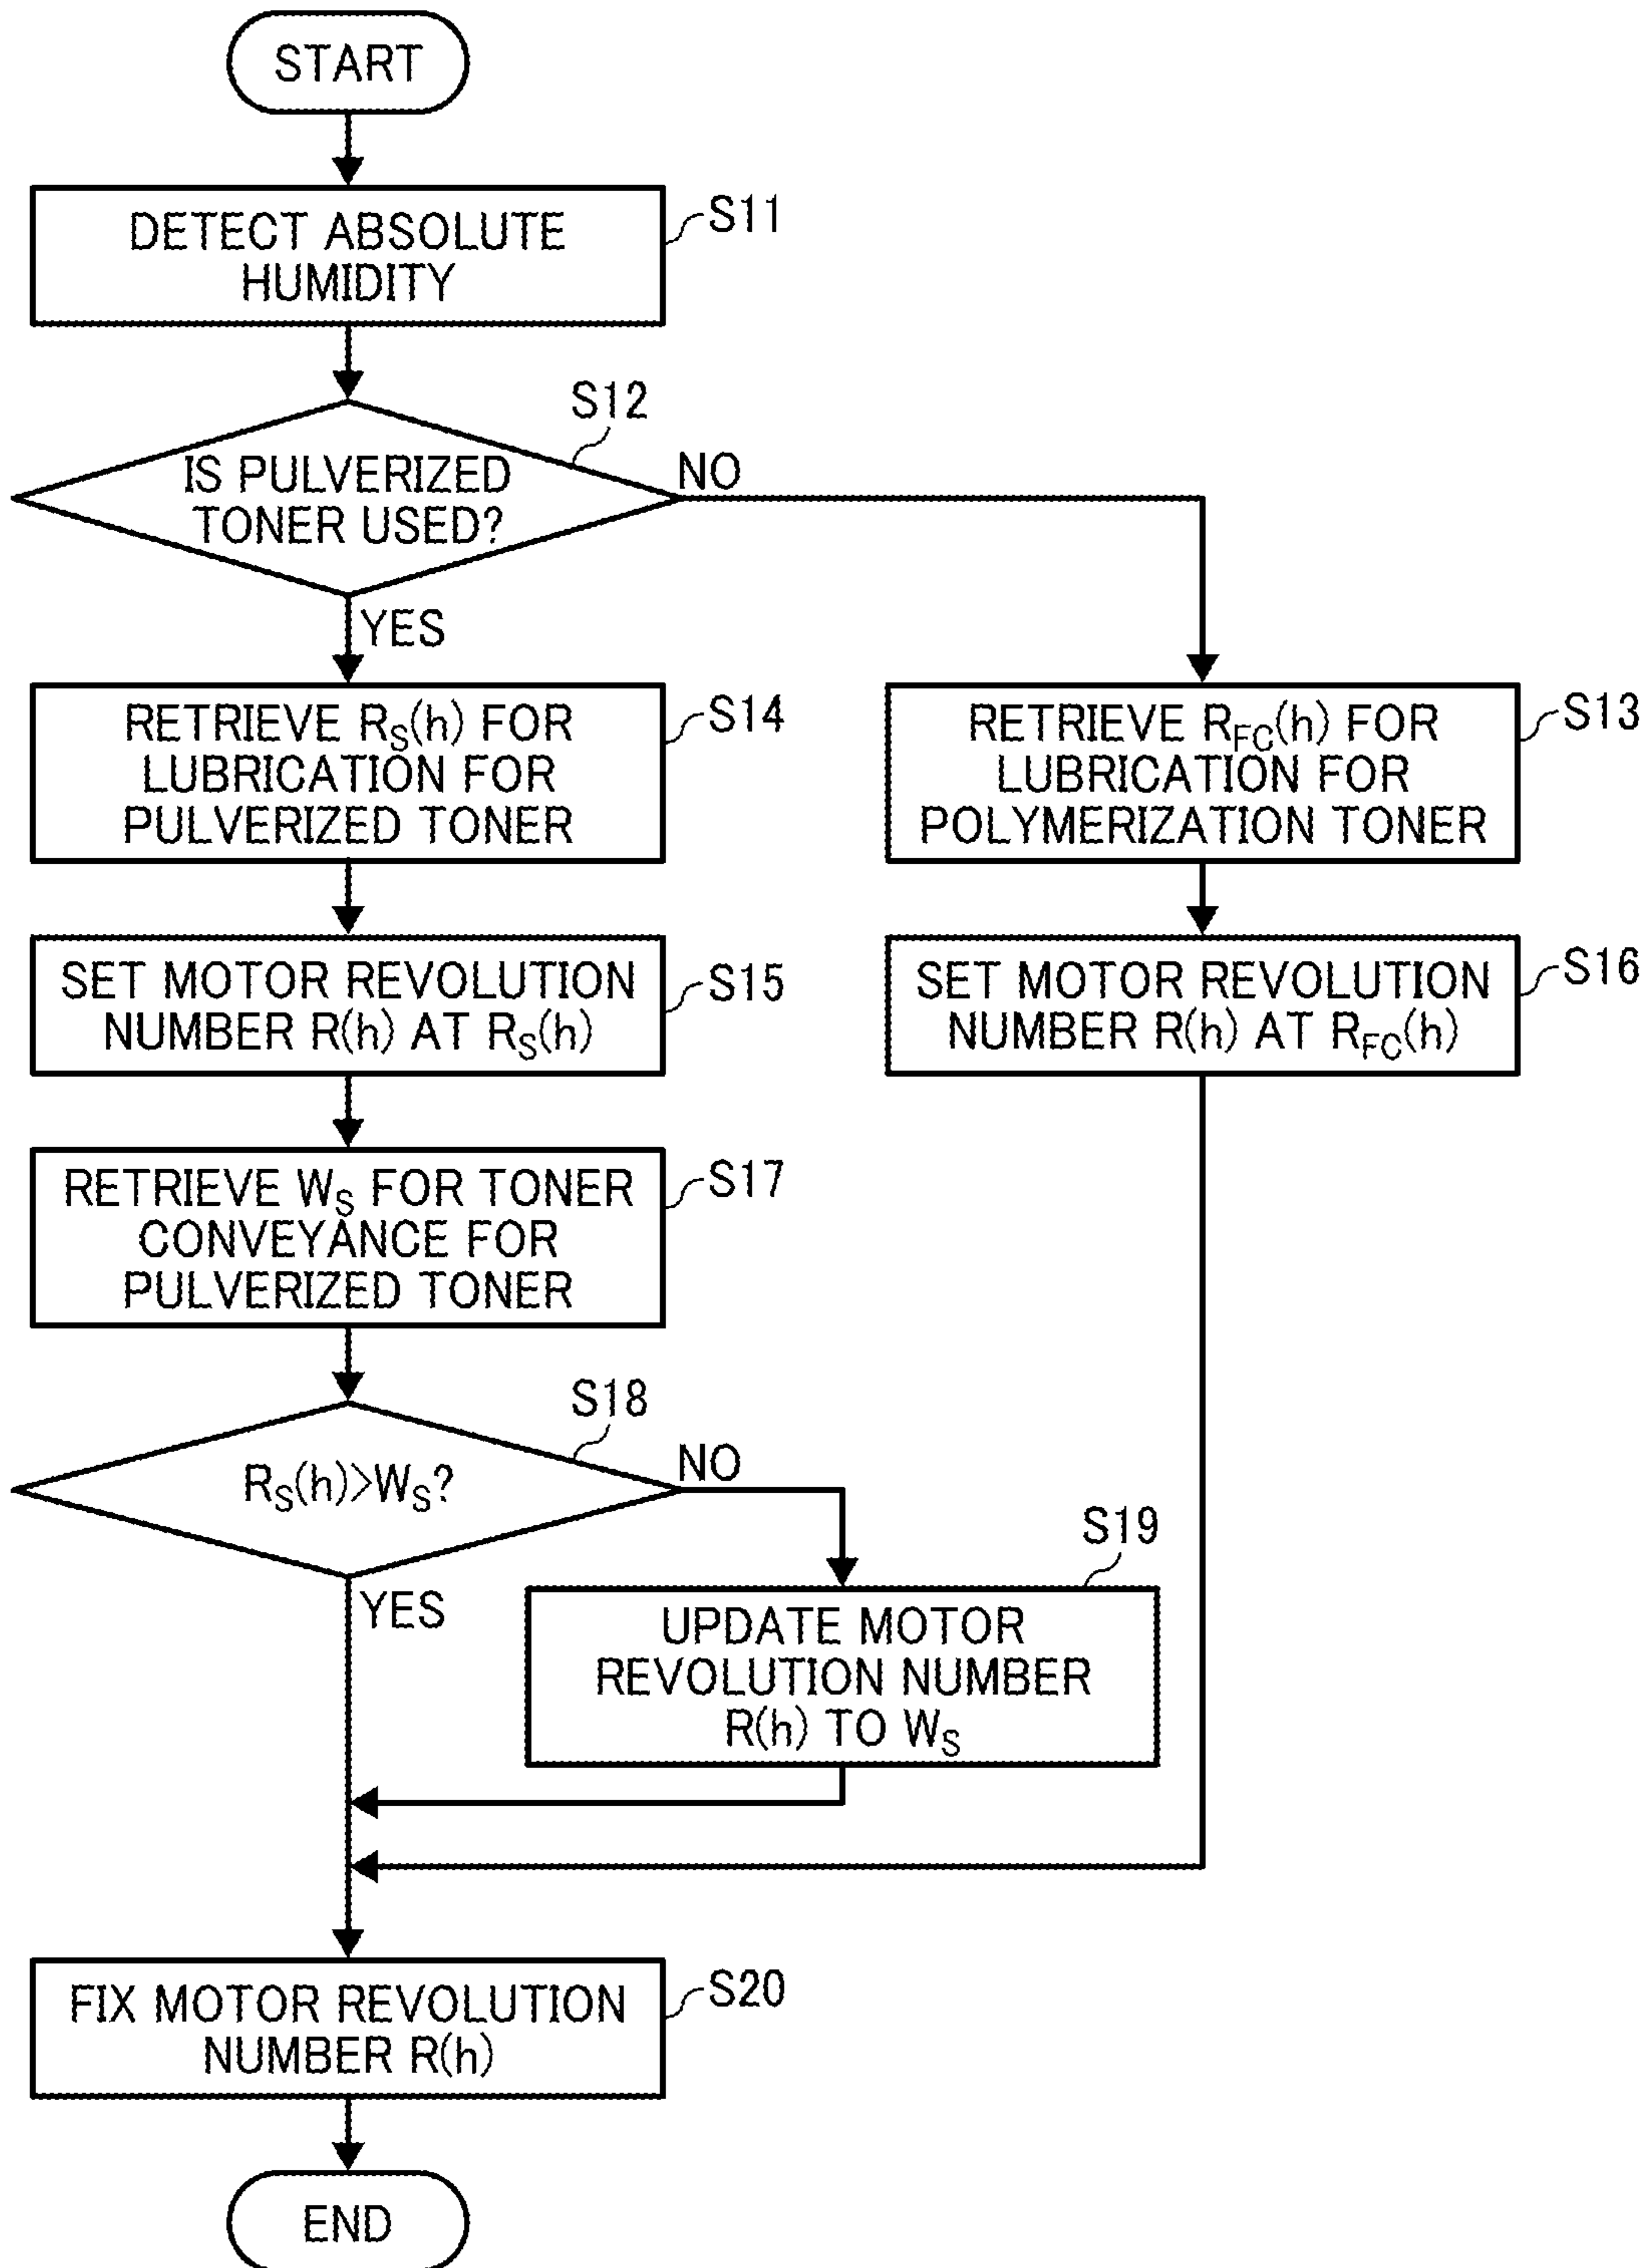 START
DETECT ABSOLUTE
HUMIDITY
S11
S12
IS PULVERIZED
TONER USED?
NO
YES
RETRIEVE RS(h) FOR
LUBRICATION FOR
PULVERIZED TONER
S14
RETRIEVE RFC(h) FOR
LUBRICATION FOR
POLYMERIZATION TONER
S13
SET MOTOR REVOLUTION
NUMBER R(h) AT RS(h)
S15
SET MOTOR REVOLUTION
NUMBER R(h) AT RFC(h)
S16
RETRIEVE WS FOR TONER
CONVEYANCE FOR
PULVERIZED TONER
S17
S18
RS(h)>WS?
NO
YES
S19
UPDATE MOTOR
REVOLUTION NUMBER
R(h) TO WS
FIX MOTOR REVOLUTION
NUMBER R(h)
S20
END